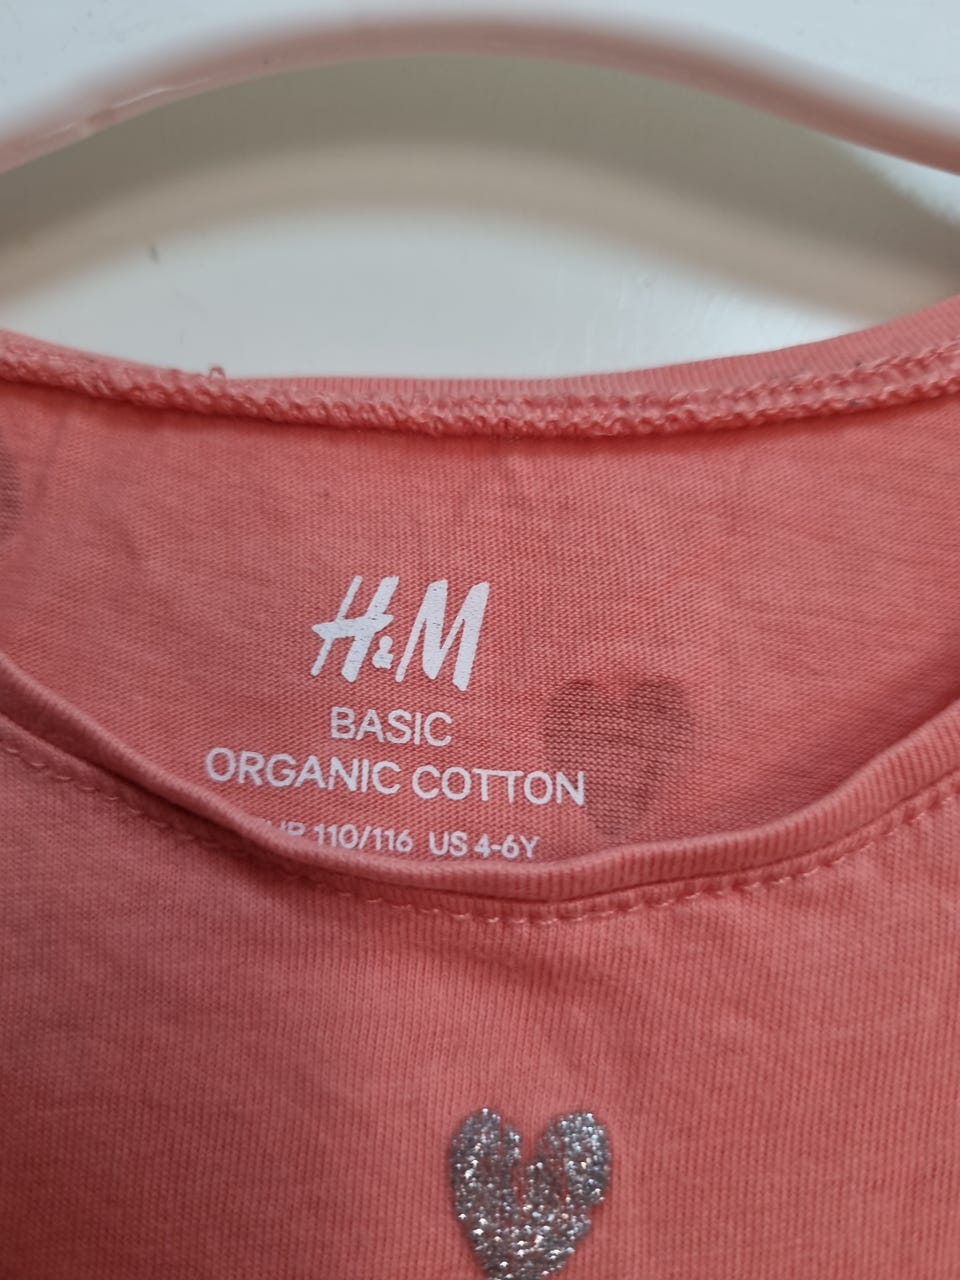 H&M
BASIC
ORGANIC COTTON
110/116 US 4-6Y